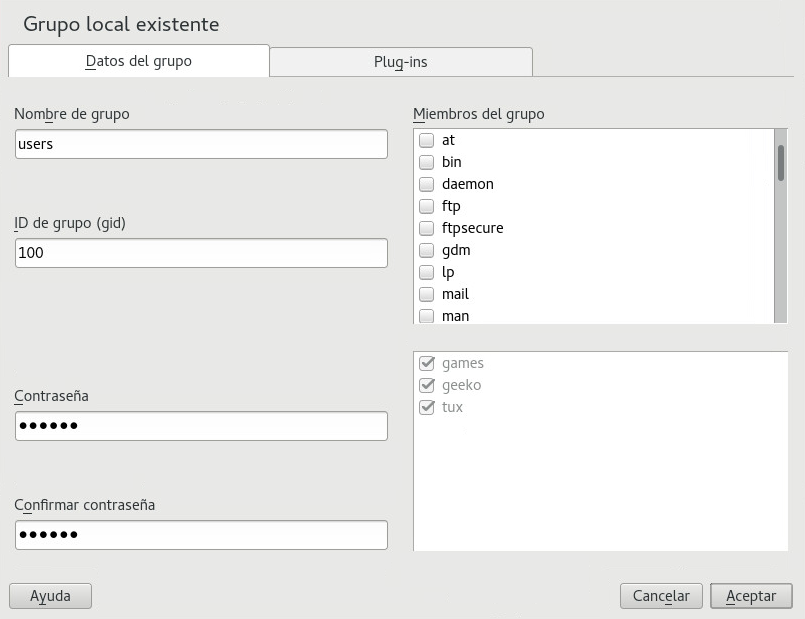 Grupo local existente
Datos del grupo
Plug-ins
Nombre de grupo
users
ID de grupo (gid)
100
Contraseña
●●●●●●
Confirmar contraseña
●●●●●●
Miembros del grupo
at
bin
daemon
ftp
ftpsecure
gdm
lp
mail
man
games
geeko
tux
Ayuda
Cancelar
Aceptar